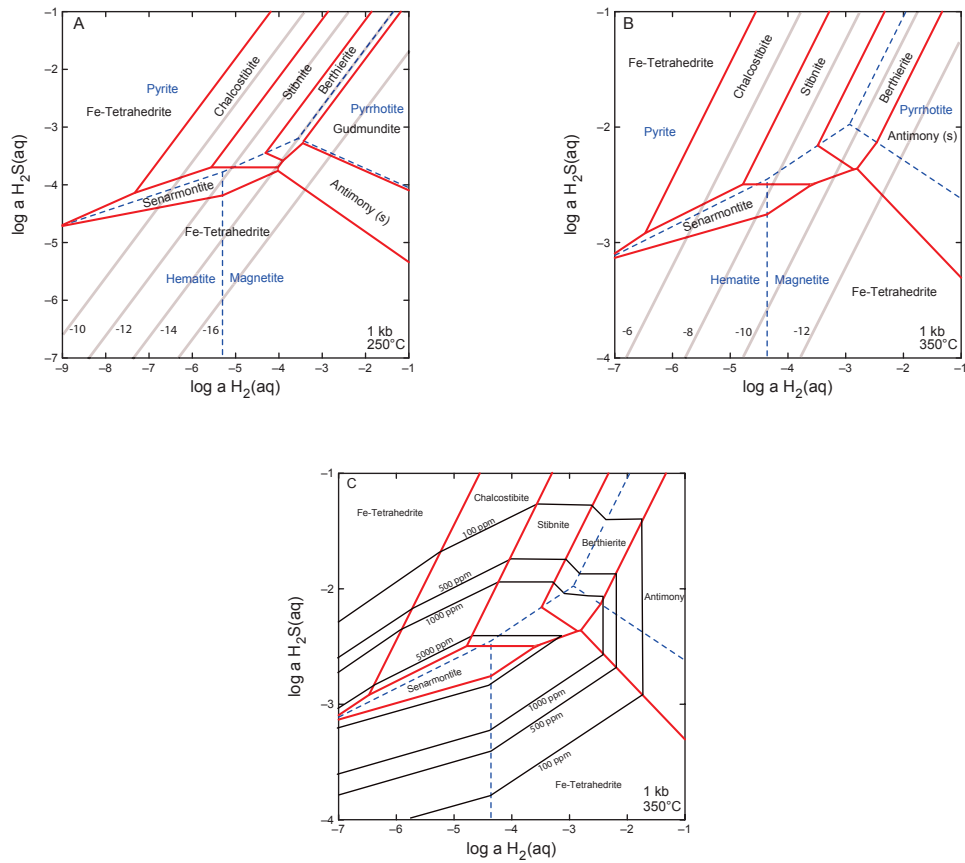 A
–1
–2
–3
–4
–5
–6
–7
log a H2S(aq)
Pyrite
Fe-Tetrahedrite
Chalcostibite
Stibnite
Berthierite
Pyrrhotite
Gudmundite
Senarmontite
Antimony (s)
Fe-Tetrahedrite
Hematite
Magnetite
-10
-12
-14
-16
1 kb
250°C
–9
–8
–7
–6
–5
–4
–3
–2
–1
log a H2(aq)
B
–1
–2
–3
–4
log a H2S(aq)
Fe-Tetrahedrite
Pyrite
Chalcostibite
Stibnite
Berthierite
Pyrrhotite
Antimony (s)
Senarmontite
Hematite
Magnetite
Fe-Tetrahedrite
-6
-8
-10
-12
1 kb
350°C
–7
–6
–5
–4
–3
–2
–1
log a H2(aq)
C
–1
–2
–3
–4
log a H2S(aq)
Fe-Tetrahedrite
Chalcostibite
100 ppm
Stibnite
Berthierite
500 ppm
1000 ppm
Antimony
5000 ppm
Senarmontite
1000 ppm
500 ppm
100 ppm
Fe-Tetrahedrite
1 kb
350°C
–7
–6
–5
–4
–3
–2
–1
log a H2(aq)